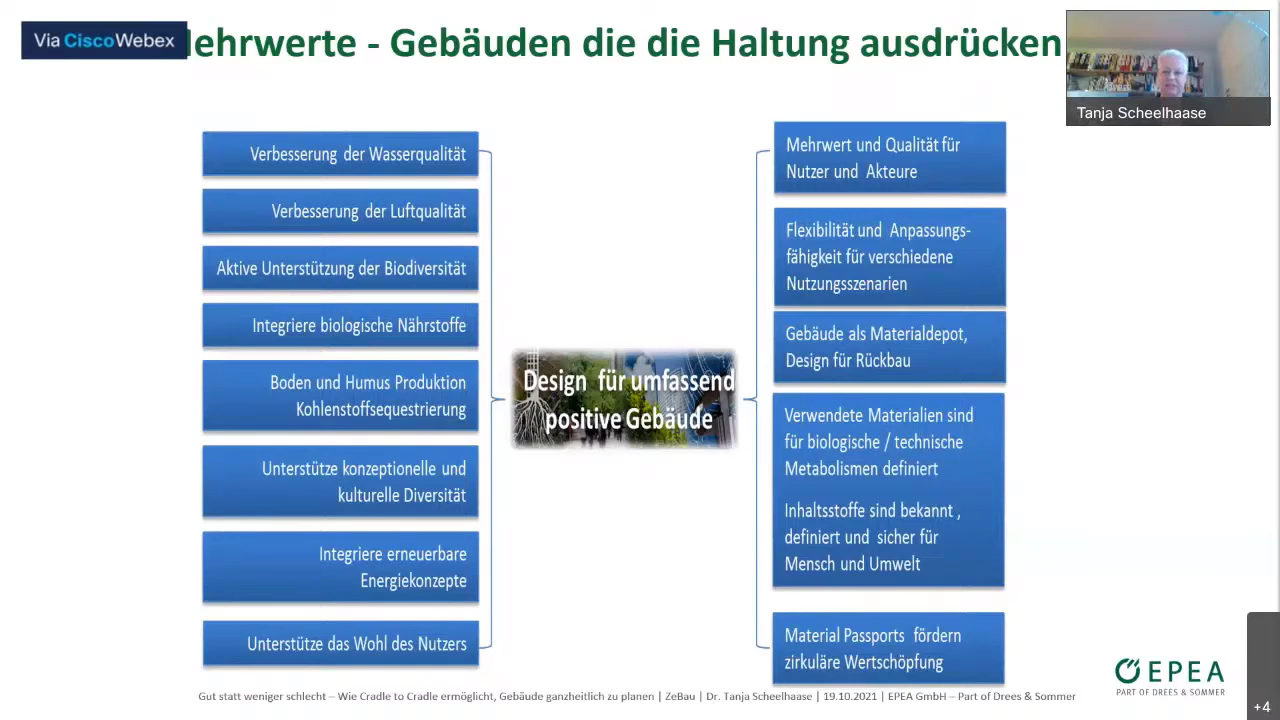 Via CiscoWebex
ehrwerte - Gebäuden die die Haltung ausdrücken
Tanja Scheelhaase
Verbesserung der Wasserqualität
Verbesserung der Luftqualität
Aktive Unterstützung der Biodiversität
Integriere biologische Nährstoffe
Boden und Humus Produktion
Kohlenstoffsequestrierung
Unterstütze konzeptionelle und
kulturelle Diversität
Integriere erneuerbare
Energiekonzepte
Unterstütze das Wohl des Nutzers
Design für umfassend
positive Gebäude
Mehrwert und Qualität für
Nutzer und Akteure
Flexibilität und Anpassungs-
fähigkeit für verschiedene
Nutzungsszenarien
Gebäude als Materialdepot,
Design für Rückbau
Verwendete Materialien sind
für biologische / technische
Metabolismen definiert
Inhaltsstoffe sind bekannt ,
definiert und sicher für
Mensch und Umwelt
Material Passports fördern
zirkuläre Wertschöpfung
EPEA
PART OF DREES & SOMMER
Gut statt weniger schlecht – Wie Cradle to Cradle ermöglicht, Gebäude ganzheitlich zu planen | ZeBau | Dr. Tanja Scheelhaase | 19.10.2021 | EPEA GmbH – Part of Drees & Sommer
+4